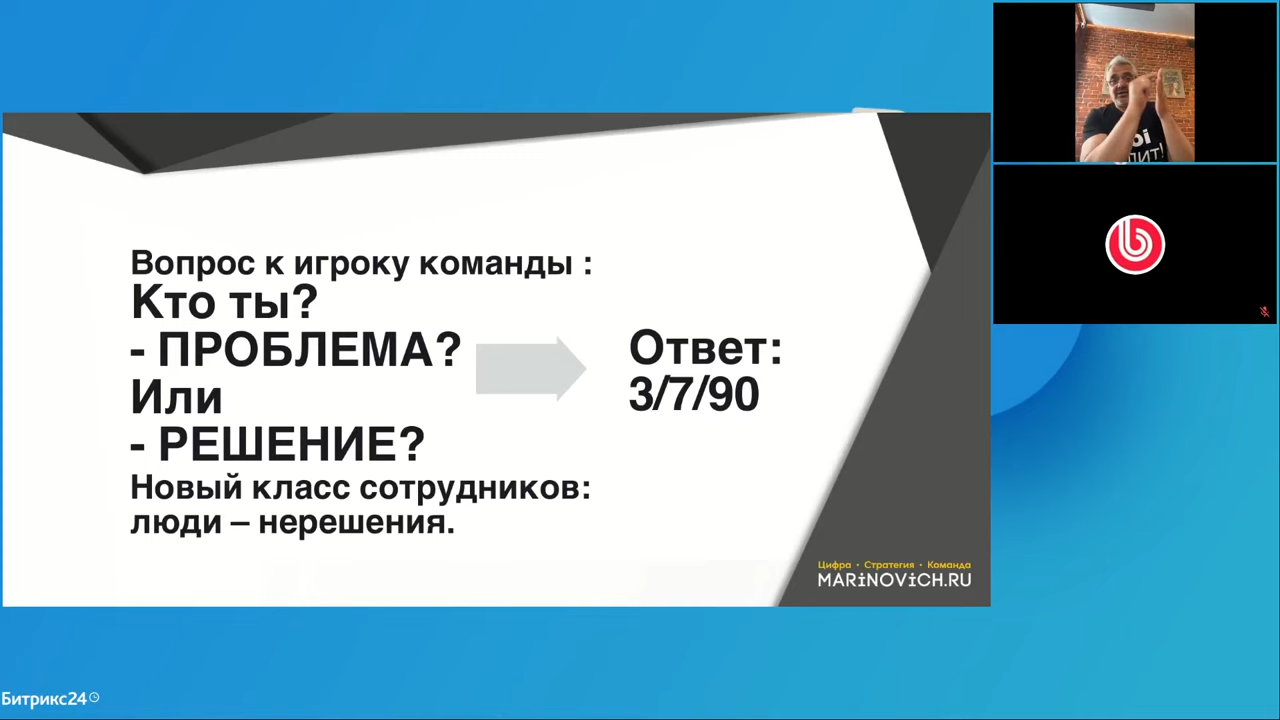 Вопрос к игроку команды :
Кто ты?
- ПРОБЛЕМА?
Или
- РЕШЕНИЕ?
Новый класс сотрудников:
люди – нерешения.
Ответ:
3/7/90
Цифра • Стратегия • Команда
MARiNOViCH.RU
Битрикс24